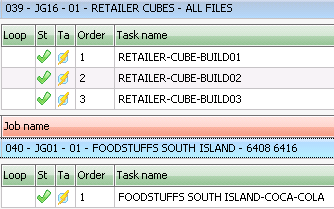 039 - JG16 - 01 - RETAILER CUBES - ALL FILES
Loop St Ta Order Task name
1 RETAILER-CUBE-BUILD01
2 RETAILER-CUBE-BUILD02
3 RETAILER-CUBE-BUILD03
Job name
040 - JG01 - 01 - FOODSTUFFS SOUTH ISLAND - 6408 6416
Loop St Ta Order Task name
1 FOODSTUFFS SOUTH ISLAND-COCA-COLA